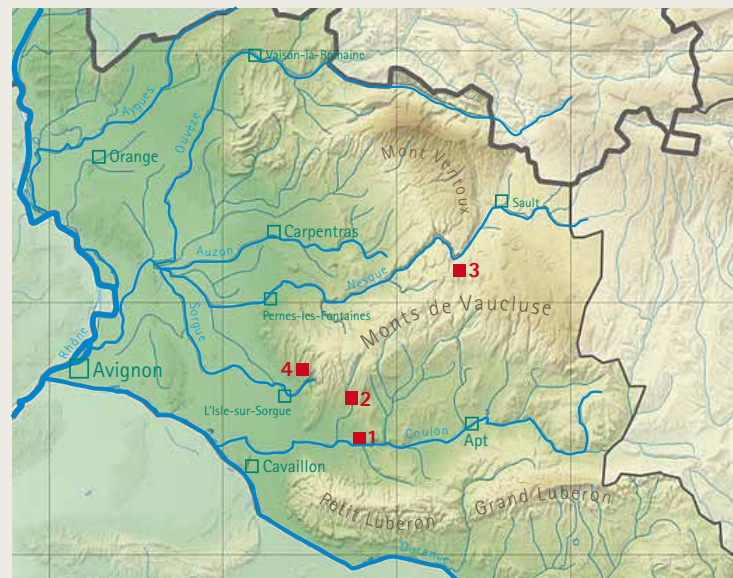 Vaison-la-Romaine
Aygues
Ouvèze
Orange
Mont Ventoux
Sault
Carpentras
Auzon
3
Nesque
Pernes-les-Fontaines
Monts de Vaucluse
Sorgue
Rhône
Avignon
4
2
L'Isle-sur-Sorgue
Coulon
1
Apt
Cavaillon
Petit Luberon
Grand Luberon
Durance